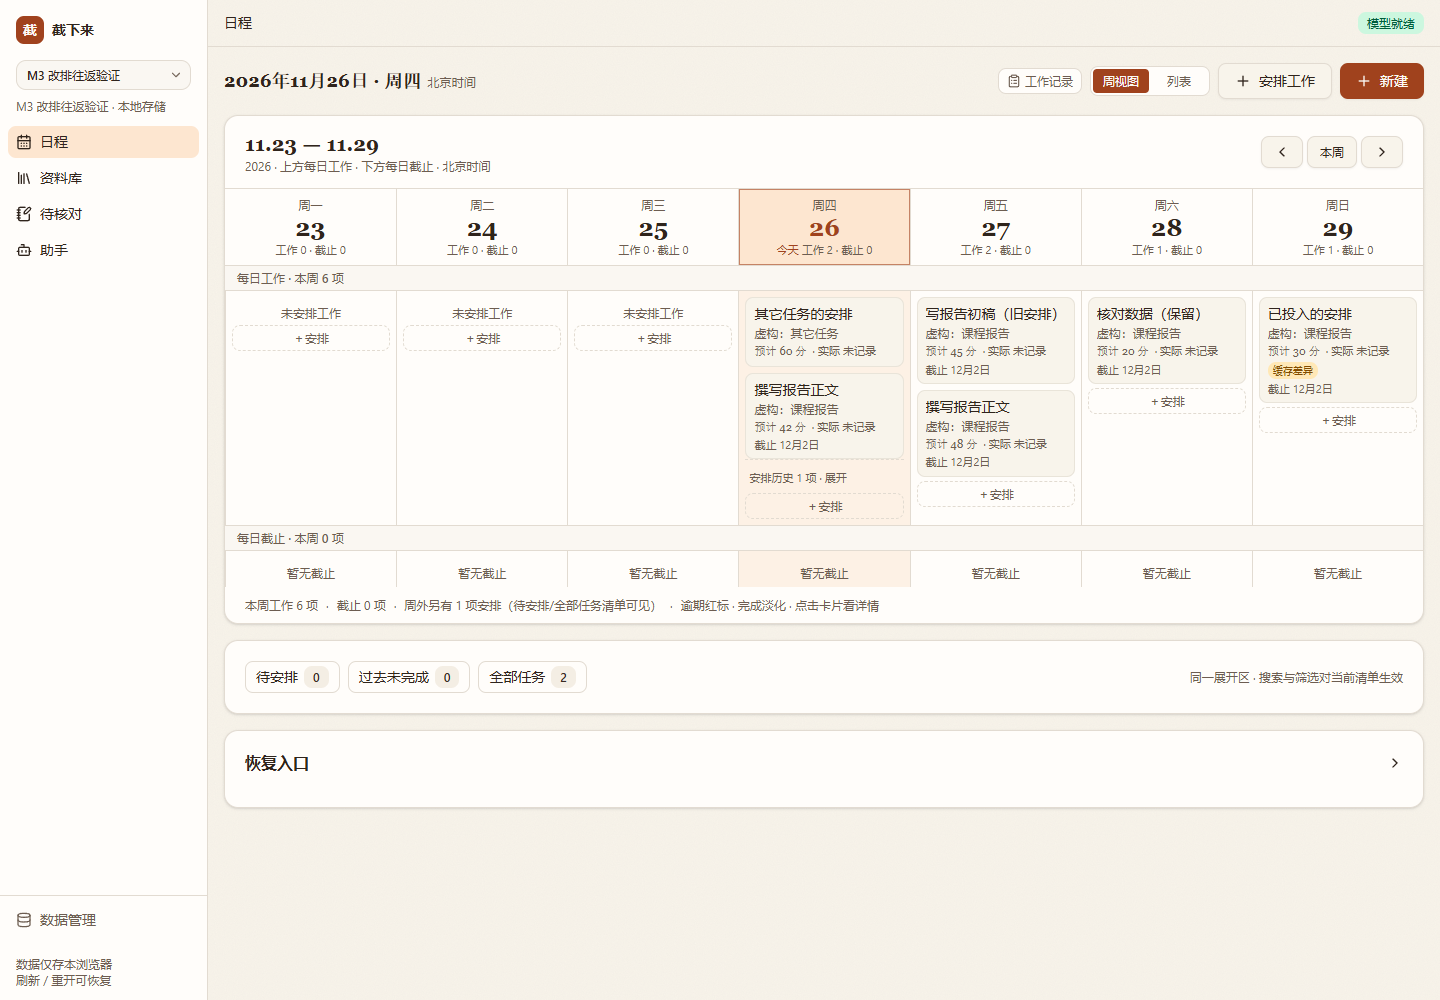 截 截下来
M3 改排往返验证
M3 改排往返验证 · 本地存储
日程
资料库
待核对
助手
数据管理
数据仅存本浏览器
刷新 / 重开可恢复
日程
模型就绪
2026年11月26日 · 周四 北京时间
工作记录
周视图 列表
+ 安排工作
+ 新建
11.23 — 11.29
2026 · 上方每日工作 · 下方每日截止 · 北京时间
本周
周一
23
工作 0 · 截止 0
周二
24
工作 0 · 截止 0
周三
25
工作 0 · 截止 0
周四
26
今天 工作 2 · 截止 0
周五
27
工作 2 · 截止 0
周六
28
工作 1 · 截止 0
周日
29
工作 1 · 截止 0
每日工作 · 本周 6 项
未安排工作
+ 安排
未安排工作
+ 安排
未安排工作
+ 安排
其它任务的安排
虚构：其它任务
预计 60 分 · 实际 未记录
撰写报告正文
虚构：课程报告
预计 42 分 · 实际 未记录
截止 12月2日
安排历史 1 项 · 展开
+ 安排
写报告初稿（旧安排）
虚构：课程报告
预计 45 分 · 实际 未记录
截止 12月2日
撰写报告正文
虚构：课程报告
预计 48 分 · 实际 未记录
截止 12月2日
+ 安排
核对数据（保留）
虚构：课程报告
预计 20 分 · 实际 未记录
截止 12月2日
+ 安排
已投入的安排
虚构：课程报告
预计 30 分 · 实际 未记录
缓存差异
截止 12月2日
+ 安排
每日截止 · 本周 0 项
暂无截止
暂无截止
暂无截止
暂无截止
暂无截止
暂无截止
暂无截止
本周工作 6 项 · 截止 0 项 · 周外另有 1 项安排（待安排/全部任务清单可见） · 逾期红标 · 完成淡化 · 点击卡片看详情
待安排 0
过去未完成 0
全部任务 2
同一展开区 · 搜索与筛选对当前清单生效
恢复入口